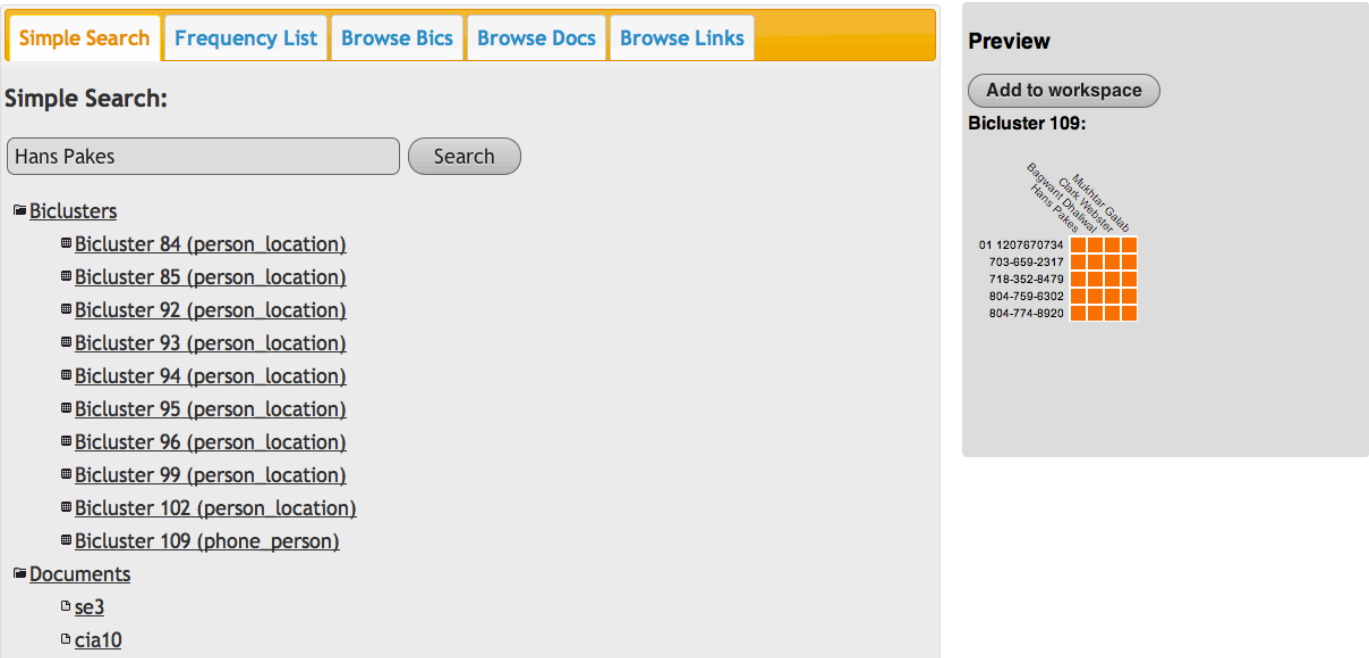 Simple Search
Frequency List
Browse Bics
Browse Docs
Browse Links
Simple Search:
Hans Pakes
Search
Biclusters
Bicluster 84 (person_location)
Bicluster 85 (person_location)
Bicluster 92 (person_location)
Bicluster 93 (person_location)
Bicluster 94 (person_location)
Bicluster 95 (person_location)
Bicluster 96 (person_location)
Bicluster 99 (person_location)
Bicluster 102 (person_location)
Bicluster 109 (phone_person)
Documents
se3
cia10
Preview
Add to workspace
Bicluster 109:
Hans Pakes
Bagwant Dhaliwal
Clark Webster
Mukhtar Galab
01 1207670734
703-659-2317
718-352-8479
804-759-6302
804-774-8920